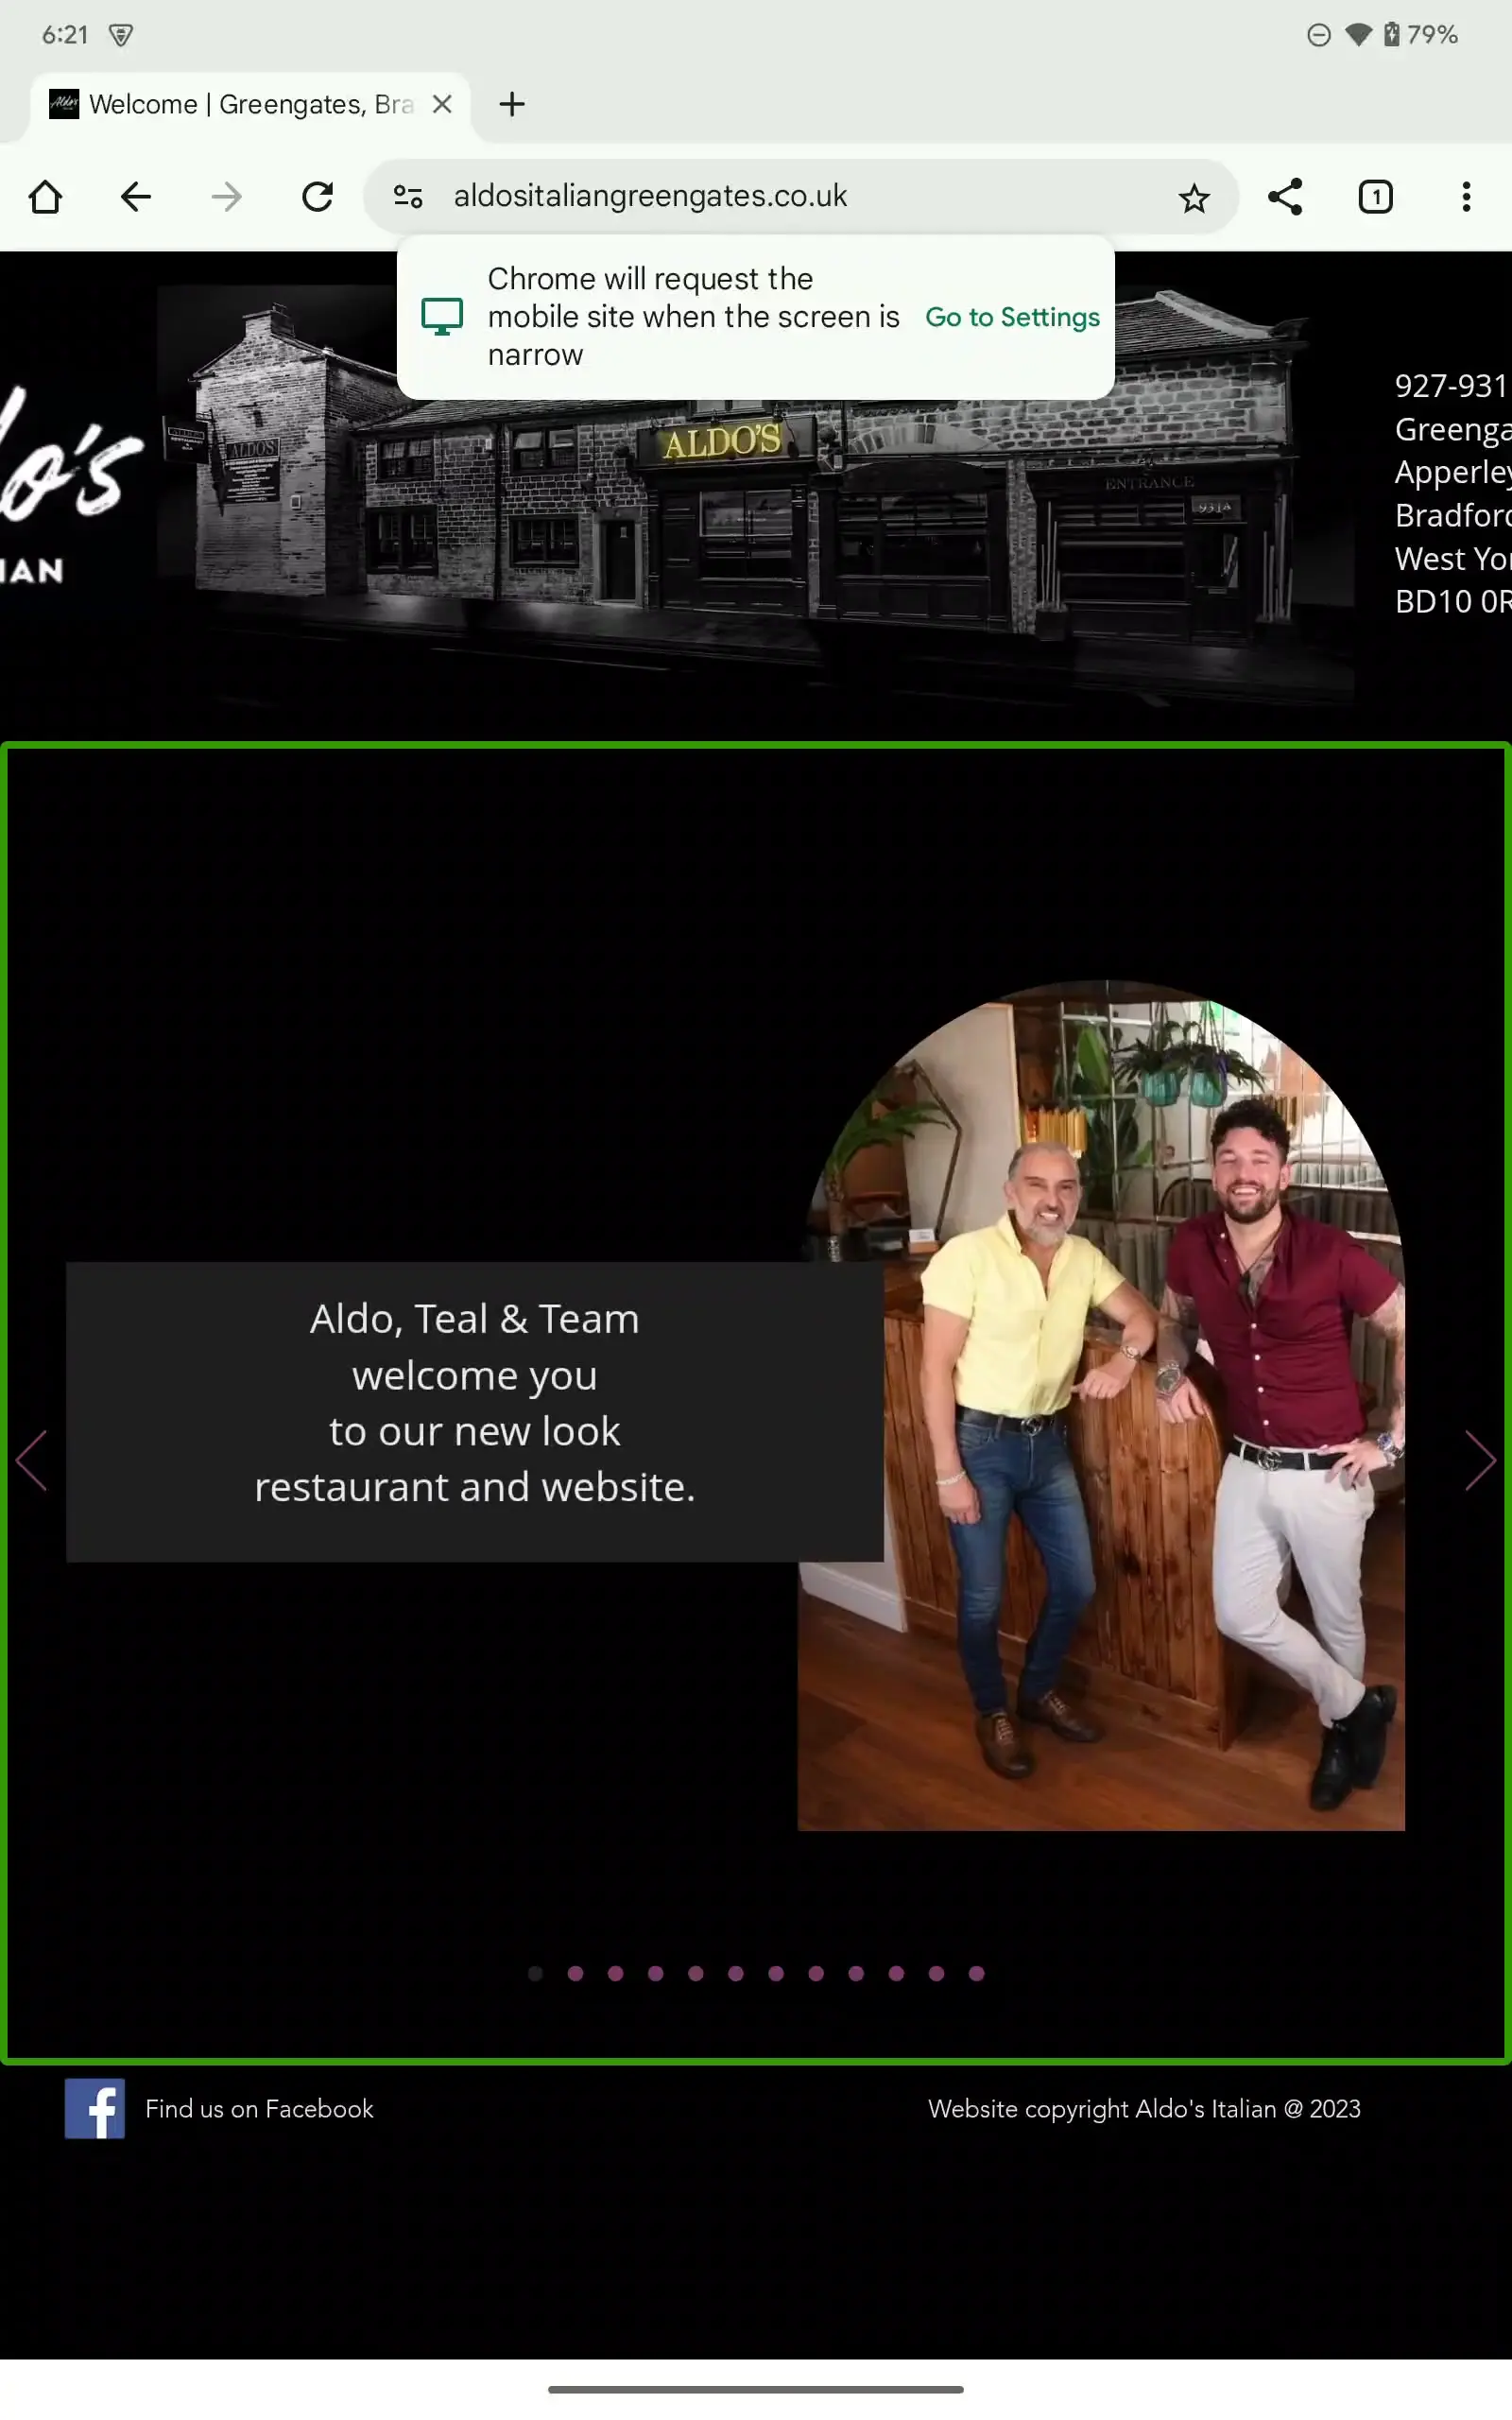 6:21
79%
Welcome | Greengates, Bra
aldositaliangreengates.co.uk
1
Chrome will request the
mobile site when the screen is
narrow
Go to Settings
do's
IAN
ALDO'S
ALDO'S
ENTRANCE
931A
927-931
Greenga
Apperley
Bradford
West Yo
BD10 0R
Aldo, Teal & Team
welcome you
to our new look
restaurant and website.
Find us on Facebook
Website copyright Aldo's Italian @ 2023